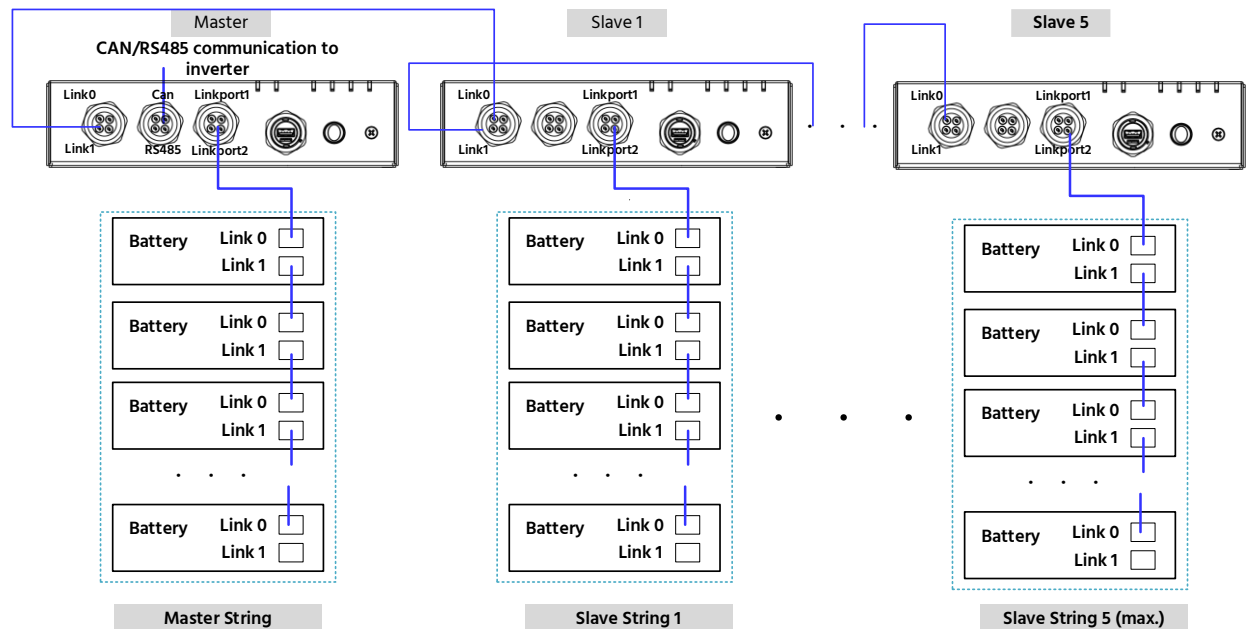 Master
Slave 1
Slave 5
CAN/RS485 communication to
inverter
Link0
Can
Linkport1
Link1
RS485
Linkport2
Link0
Linkport1
Link1
Linkport2
Link0
Linkport1
Link1
Linkport2
Battery
Link 0
Link 1
Battery
Link 0
Link 1
Battery
Link 0
Link 1
Battery
Link 0
Link 1
Master String
Battery
Link 0
Link 1
Battery
Link 0
Link 1
Battery
Link 0
Link 1
Battery
Link 0
Link 1
Slave String 1
Battery
Link 0
Link 1
Battery
Link 0
Link 1
Battery
Link 0
Link 1
Battery
Link 0
Link 1
Slave String 5 (max.)